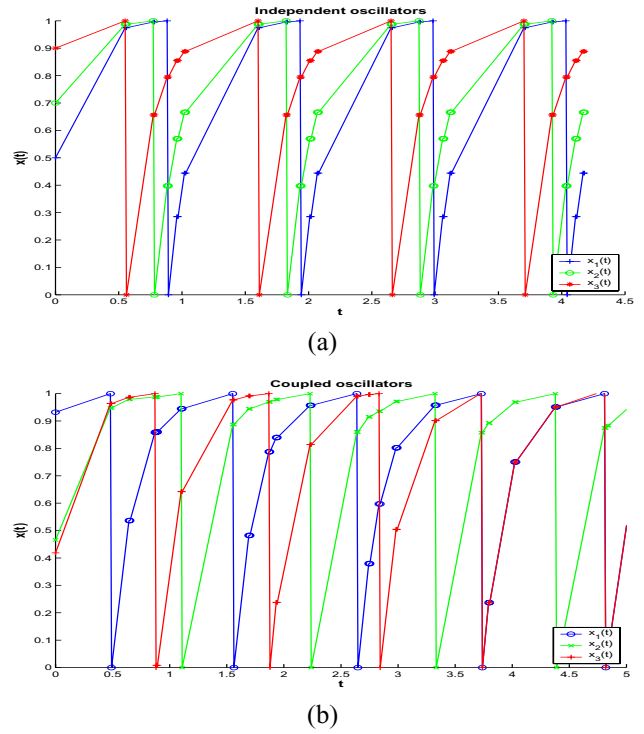 Independent oscillators
1
0.9
0.8
0.7
0.6
0.5
0.4
0.3
0.2
0.1
0
x(t)
0 0.5 1 1.5 2 2.5 3 3.5 4 4.5
t
x1(t)
x2(t)
x3(t)
(a)
Coupled oscillators
1
0.9
0.8
0.7
0.6
0.5
0.4
0.3
0.2
0.1
0
x(t)
0 0.5 1 1.5 2 2.5 3 3.5 4 4.5 5
t
x1(t)
x2(t)
x3(t)
(b)